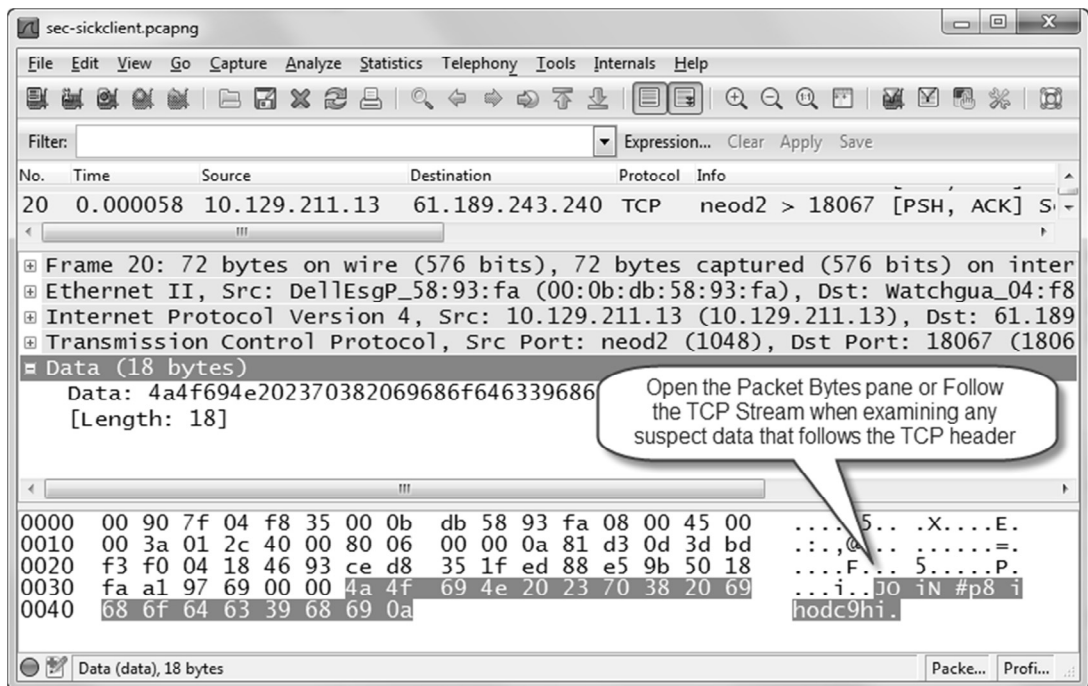 sec-sickclient.pcapng
File Edit View Go Capture Analyze Statistics Telephony Tools Internals Help
Filter: Expression... Clear Apply Save
No. Time Source Destination Protocol Info
20 0.000058 10.129.211.13 61.189.243.240 TCP neod2 > 18067 [PSH, ACK]
Frame 20: 72 bytes on wire (576 bits), 72 bytes captured (576 bits) on inter
Ethernet II, Src: DellEsgP_58:93:fa (00:0b:db:58:93:fa), Dst: Watchgua_04:f8
Internet Protocol Version 4, Src: 10.129.211.13 (10.129.211.13), Dst: 61.189
Transmission Control Protocol, Src Port: neod2 (1048), Dst Port: 18067 (1806
Data (18 bytes)
Data: 4a4f694e202370382069686f646339686
[Length: 18]
Open the Packet Bytes pane or Follow
the TCP Stream when examining any
suspect data that follows the TCP header
0000 00 90 7f 04 f8 35 00 0b db 58 93 fa 08 00 45 00 .....5.. .X....E.
0010 00 3a 01 2c 40 00 80 06 00 00 0a 81 d3 0d 3d bd .:.,@... ......=.
0020 f3 f0 04 18 46 93 ce d8 35 1f ed 88 e5 9b 50 18 ....F... 5.....P.
0030 fa a1 97 69 00 00 4a 4f 69 4e 20 23 70 38 20 69 ...i..JO iN #p8 i
0040 68 6f 64 63 39 68 69 0a hodc9hi.
Data (data), 18 bytes Packe... Profi...